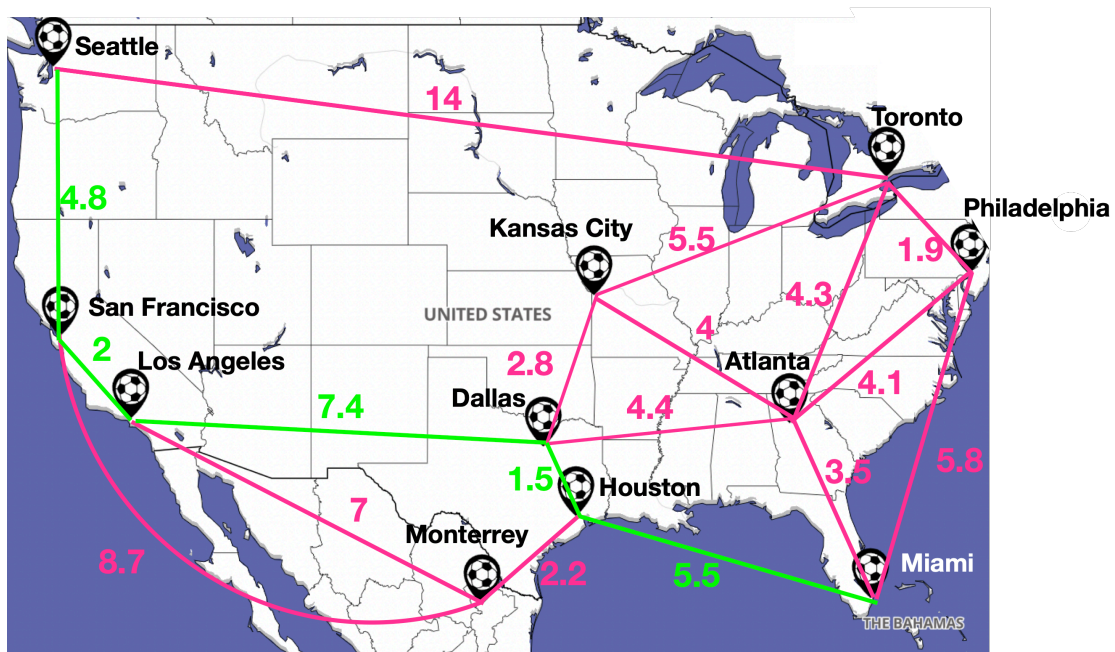 Seattle
14
Toronto
4.8
Philadelphia
Kansas City
5.5
1.9
4.3
San Francisco
UNITED STATES
4
2
Los Angeles
2.8
Atlanta
4.1
Dallas
7.4
4.4
3.5
5.8
1.5
Houston
7
Monterrey
8.7
2.2
5.5
Miami
THE BAHAMAS